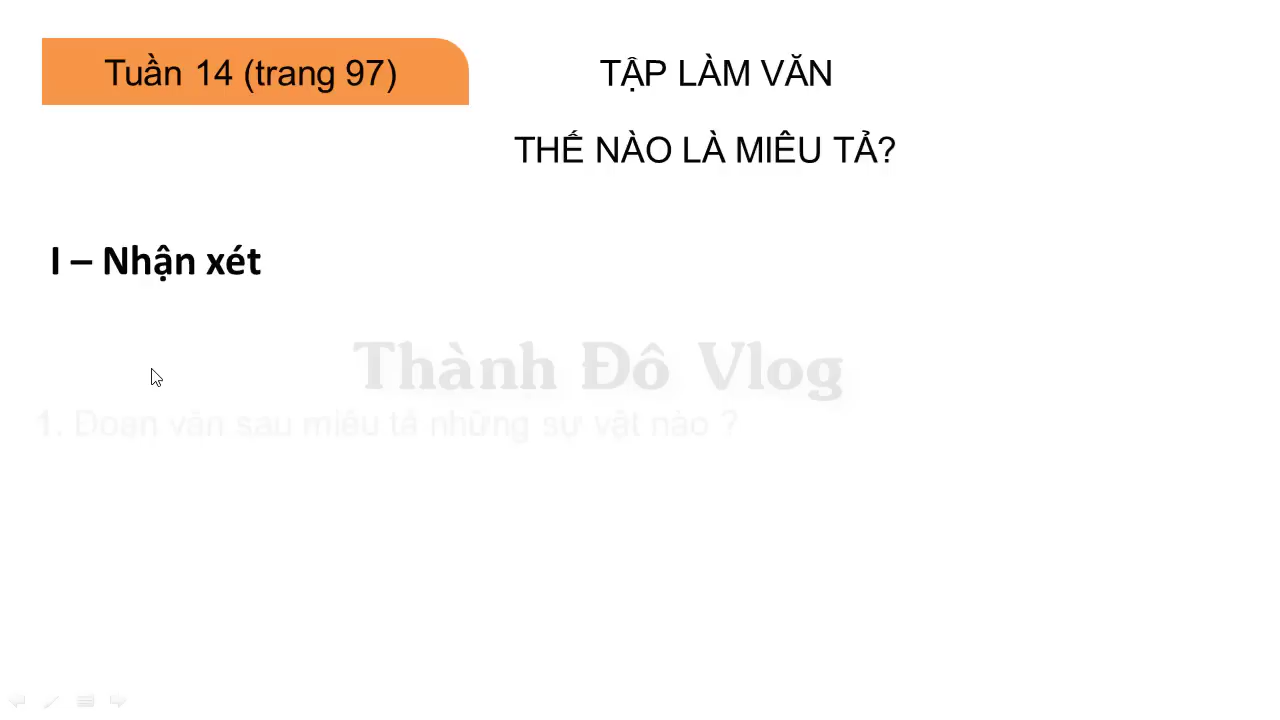 Tuần 14 (trang 97)
TẬP LÀM VĂN
THẾ NÀO LÀ MIÊU TẢ?
I – Nhận xét
Thành Đô Vlog
1. Đoạn văn sau miêu tả những sự vật nào ?